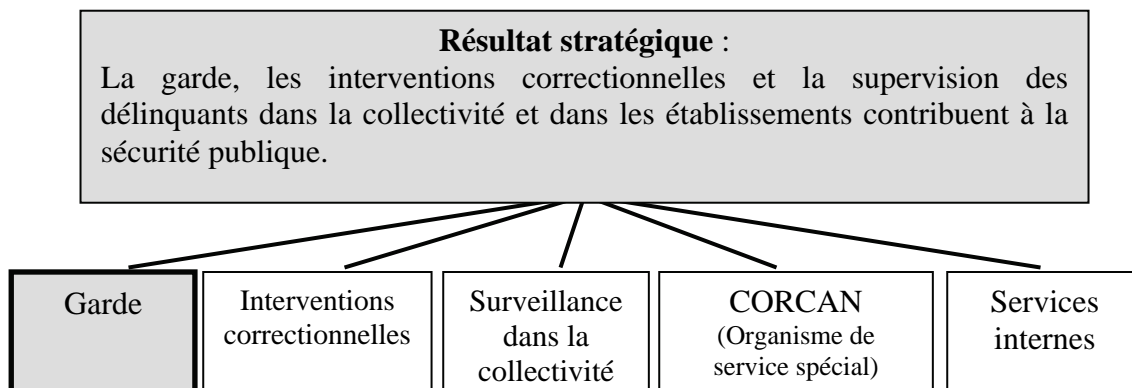 Résultat stratégique :
La garde, les interventions correctionnelles et la supervision des
délinquants dans la collectivité et dans les établissements contribuent à la
sécurité publique.
Garde
Interventions
correctionnelles
Surveillance
dans la
collectivité
CORCAN
(Organisme de
service spécial)
Services
internes